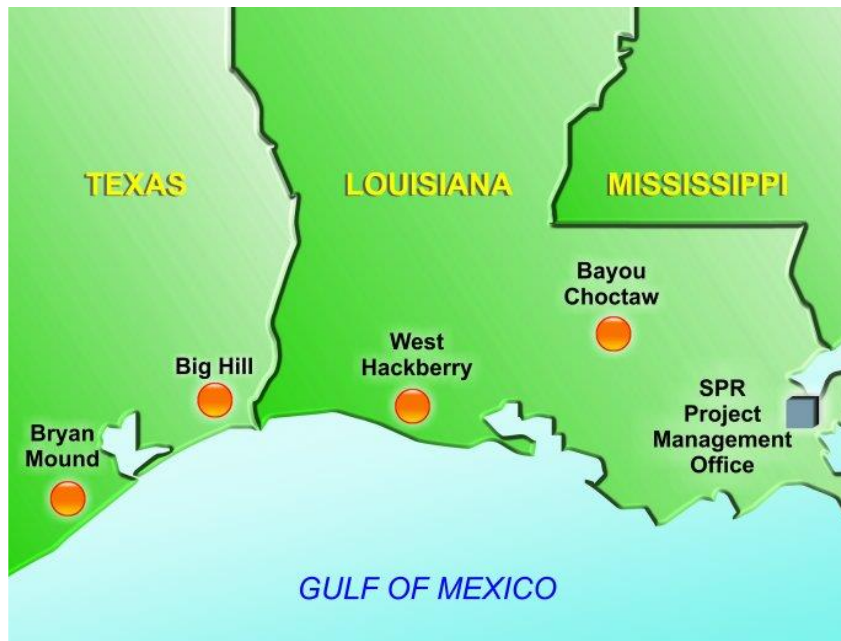 TEXAS
LOUISIANA
MISSISSIPPI
Bayou
Choctaw
West
Hackberry
Big Hill
SPR
Project
Management
Office
Bryan
Mound
GULF OF MEXICO